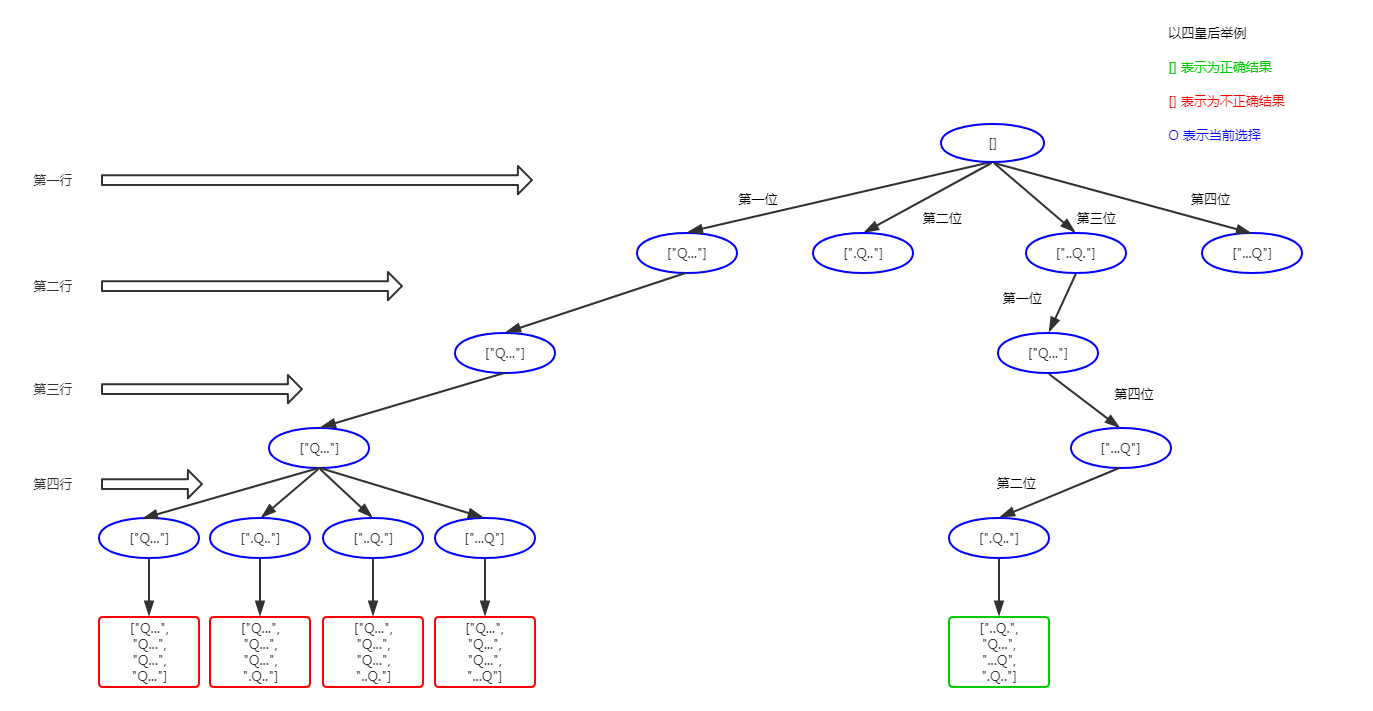 以四皇后举例
[] 表示为正确结果
[] 表示为不正确结果
O 表示当前选择
[]
第一行
第一位
第二位
第三位
第四位
["Q..."]
[".Q.."]
["..Q."]
["...Q"]
第二行
第一位
["Q..."]
["Q..."]
第三行
第四位
["Q..."]
["...Q"]
第四行
第二位
["Q..."]
[".Q.."]
["..Q."]
["...Q"]
[".Q.."]
["Q...",
"Q...",
"Q...",
"Q..."]
["Q...",
"Q...",
"Q...",
".Q.."]
["Q...",
"Q...",
"Q...",
"..Q."]
["Q...",
"Q...",
"Q...",
"...Q"]
["..Q.",
"Q...",
"...Q",
".Q.."]